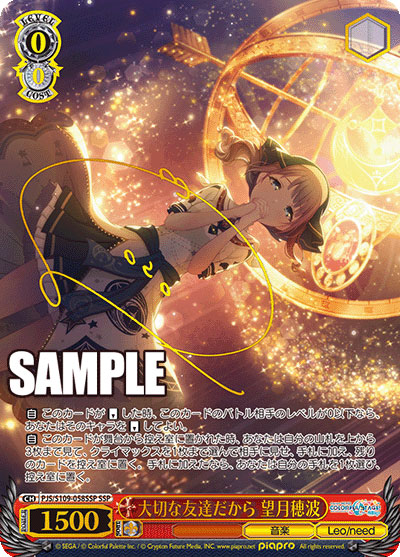 LEVEL
0
0
COST
Honami
SAMPLE
自 このカードが した時、このカードのバトル相手のレベルが0以下なら、
あなたはそのキャラを してよい。
自 このカードが舞台から控え室に置かれた時、あなたは自分の山札を上から
3枚まで見て、クライマックスを1枚まで選んで相手に見せ、手札に加え、残り
のカードを控え室に置く。手札に加えたなら、あなたは自分の手札を1枚選び、
控え室に置く。
CH PJS/S109-058SSP SSP
POWER 1500
大切な友達だから 望月穂波
COLORFUL STAGE!
音楽
Leo/need
© SEGA / © Colorful Palette Inc. / © Crypton Future Media, INC. www.piapro.net piapro All rights reserved.